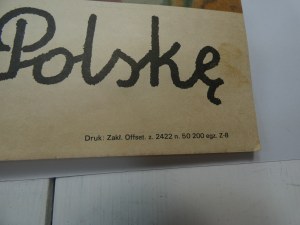 Polskę
Druk: Zakł. Offset. z. 2422 n. 50 200 egz. Z-8